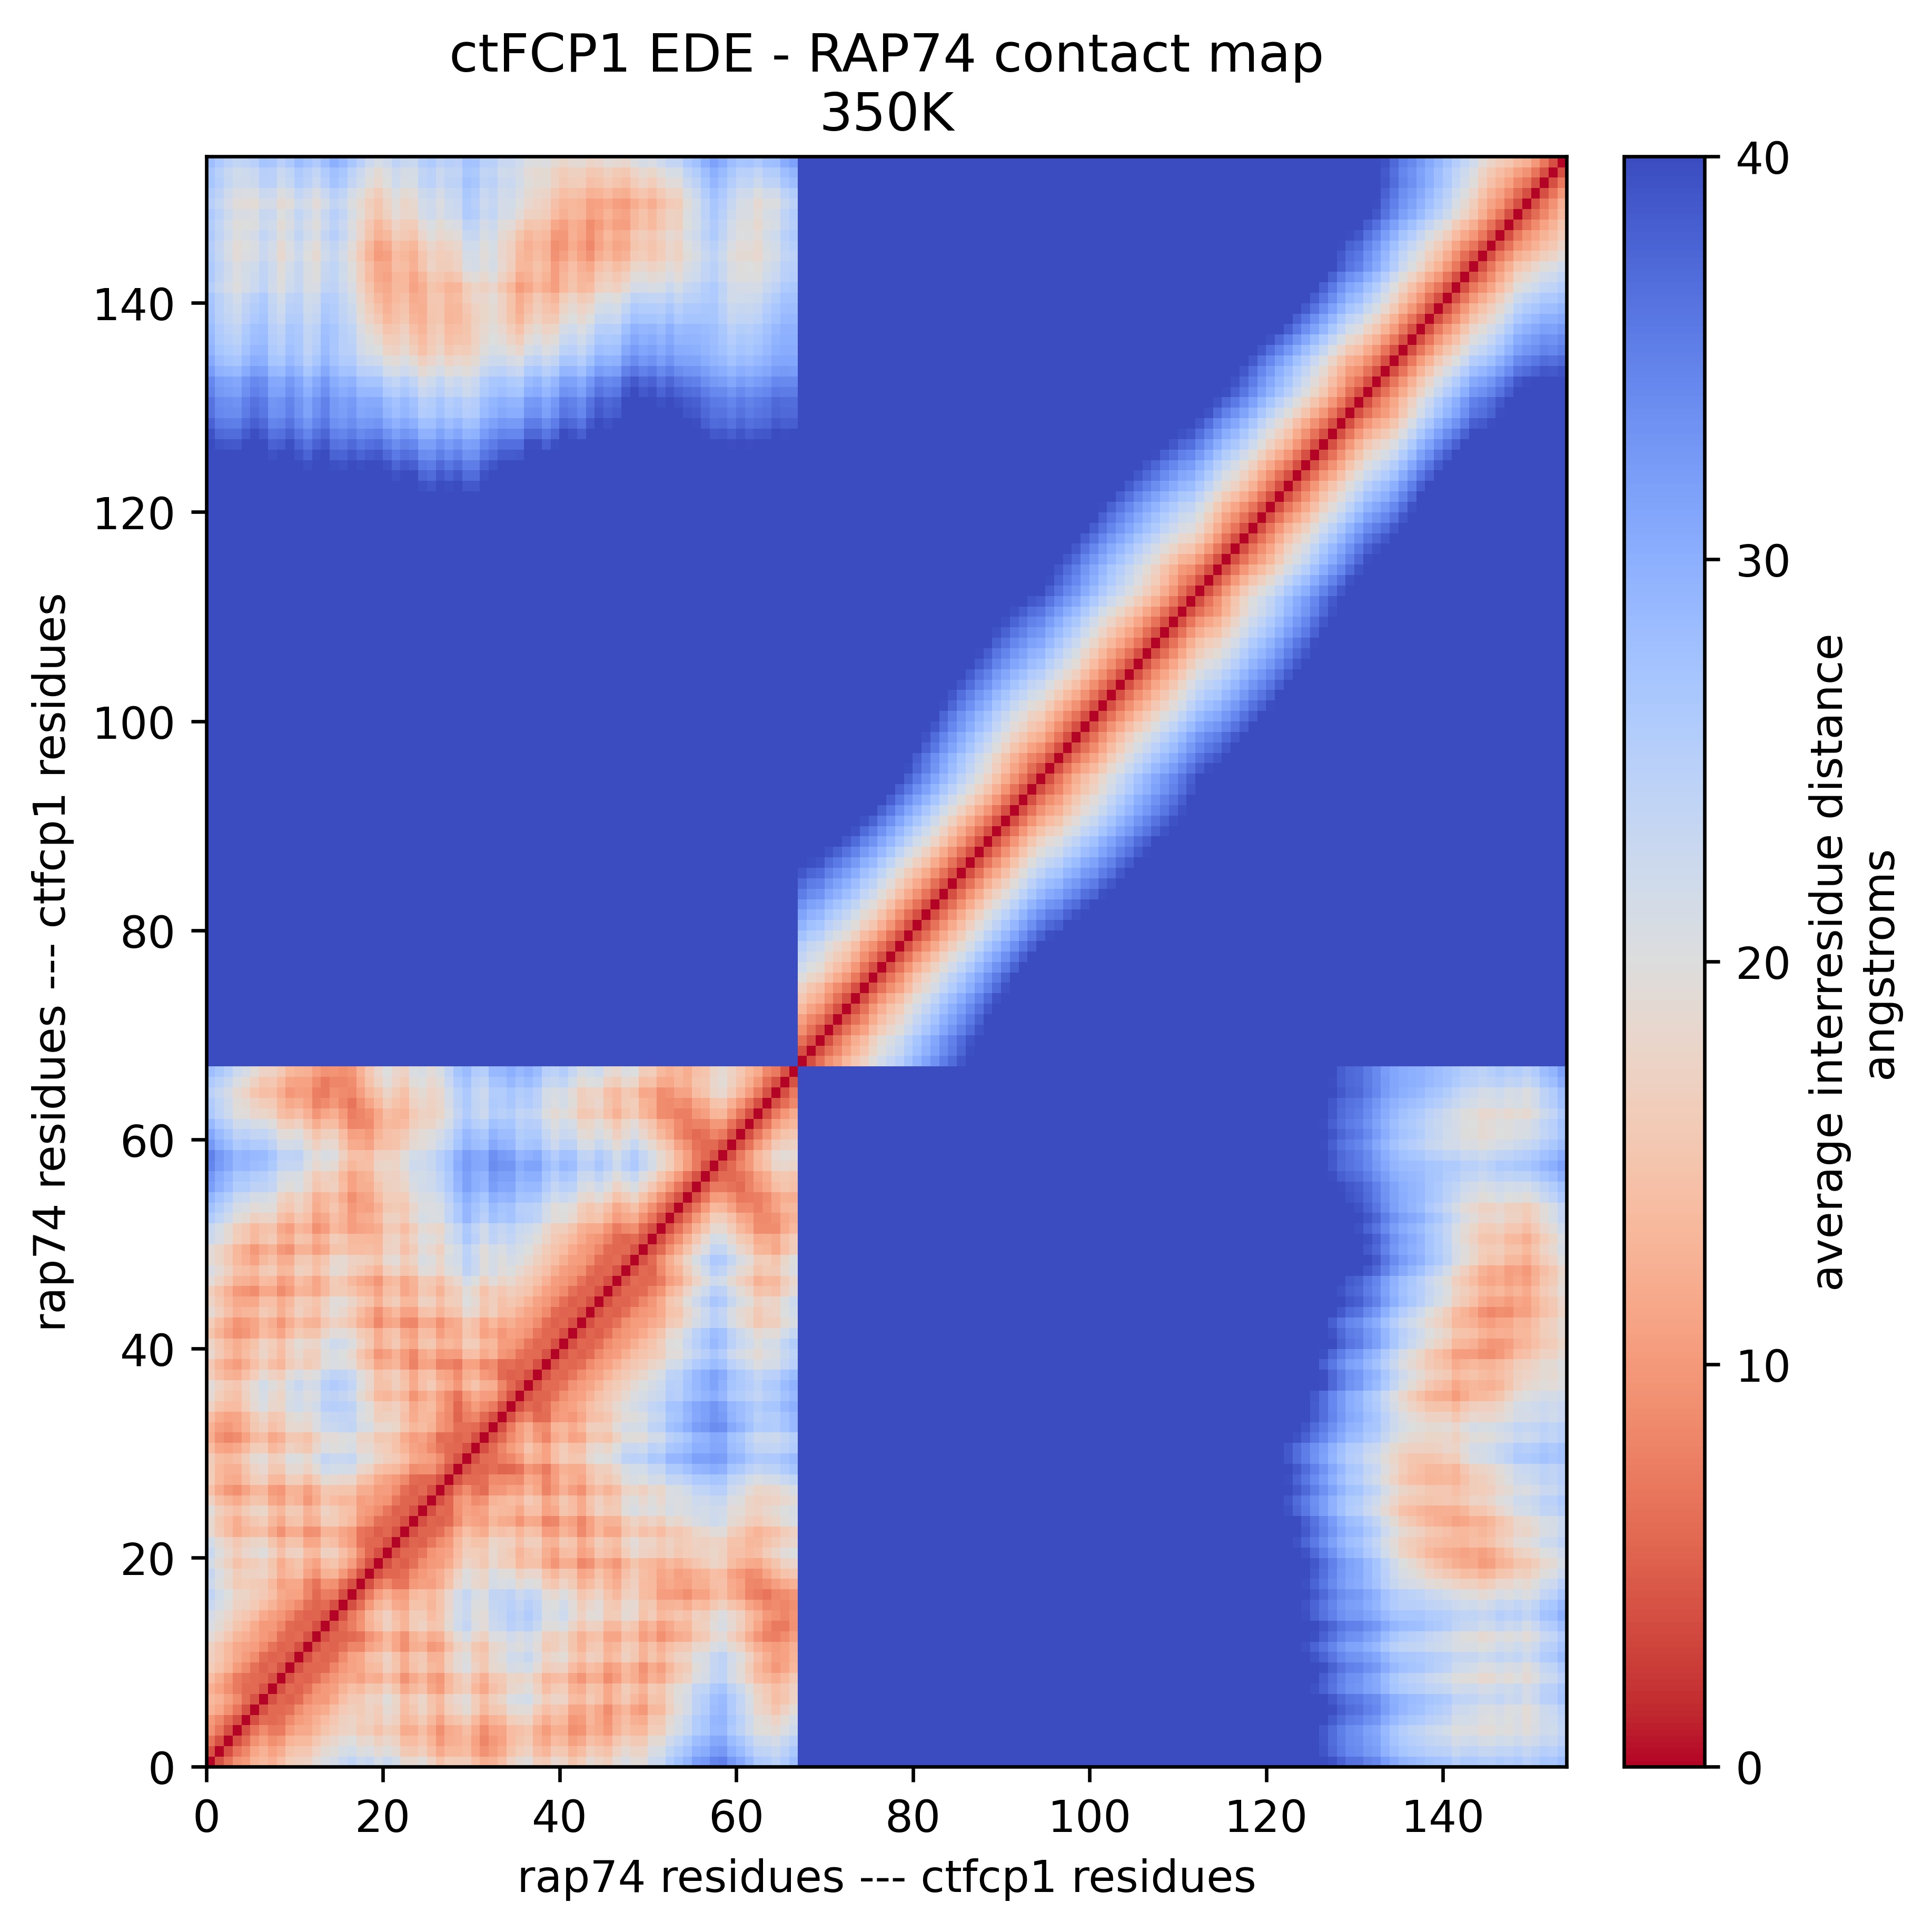 ctFCP1 EDE - RAP74 contact map
350K
rap74 residues --- ctfcp1 residues
140
120
100
80
60
40
20
0
0 20 40 60 80 100 120 140
rap74 residues --- ctfcp1 residues
40
30
20
10
0
average interresidue distance
angstroms